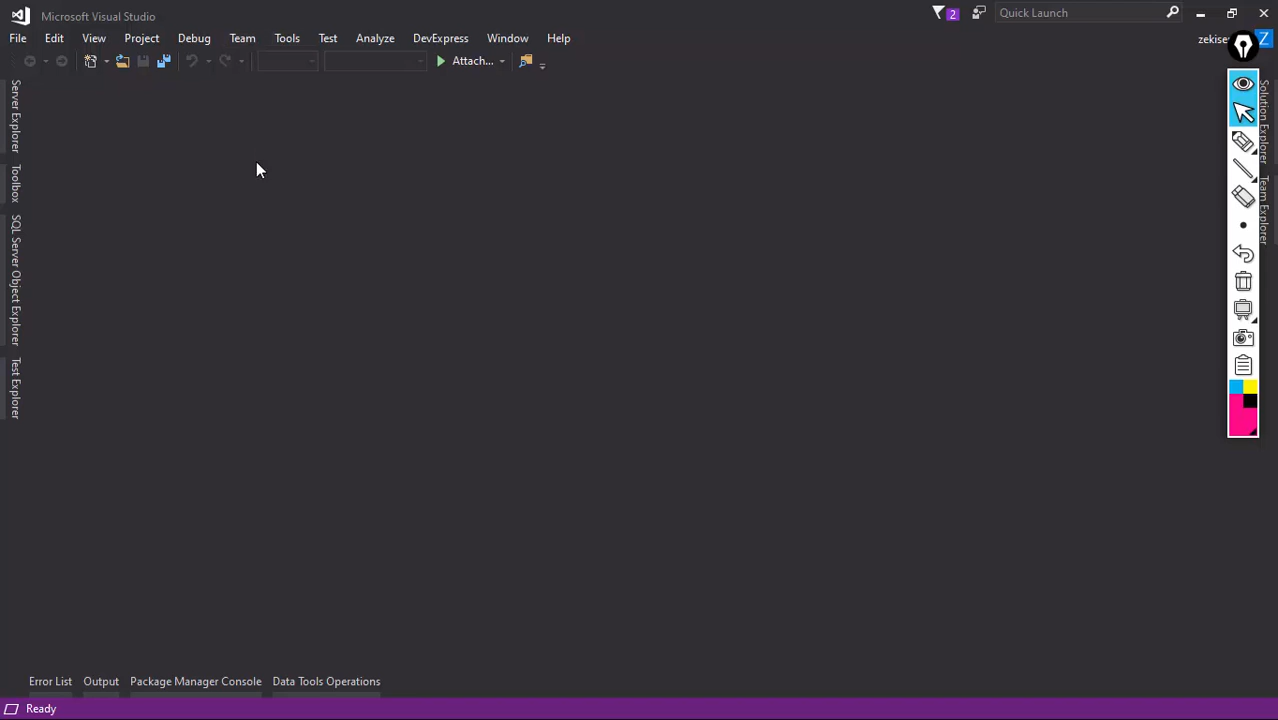 Microsoft Visual Studio
2
Quick Launch
File Edit View Project Debug Team Tools Test Analyze DevExpress Window Help
Z
Attach...
Server Explorer
Toolbox
SQL Server Object Explorer
Test Explorer
Solution Explorer
Team Explorer
Error List Output Package Manager Console Data Tools Operations
Ready